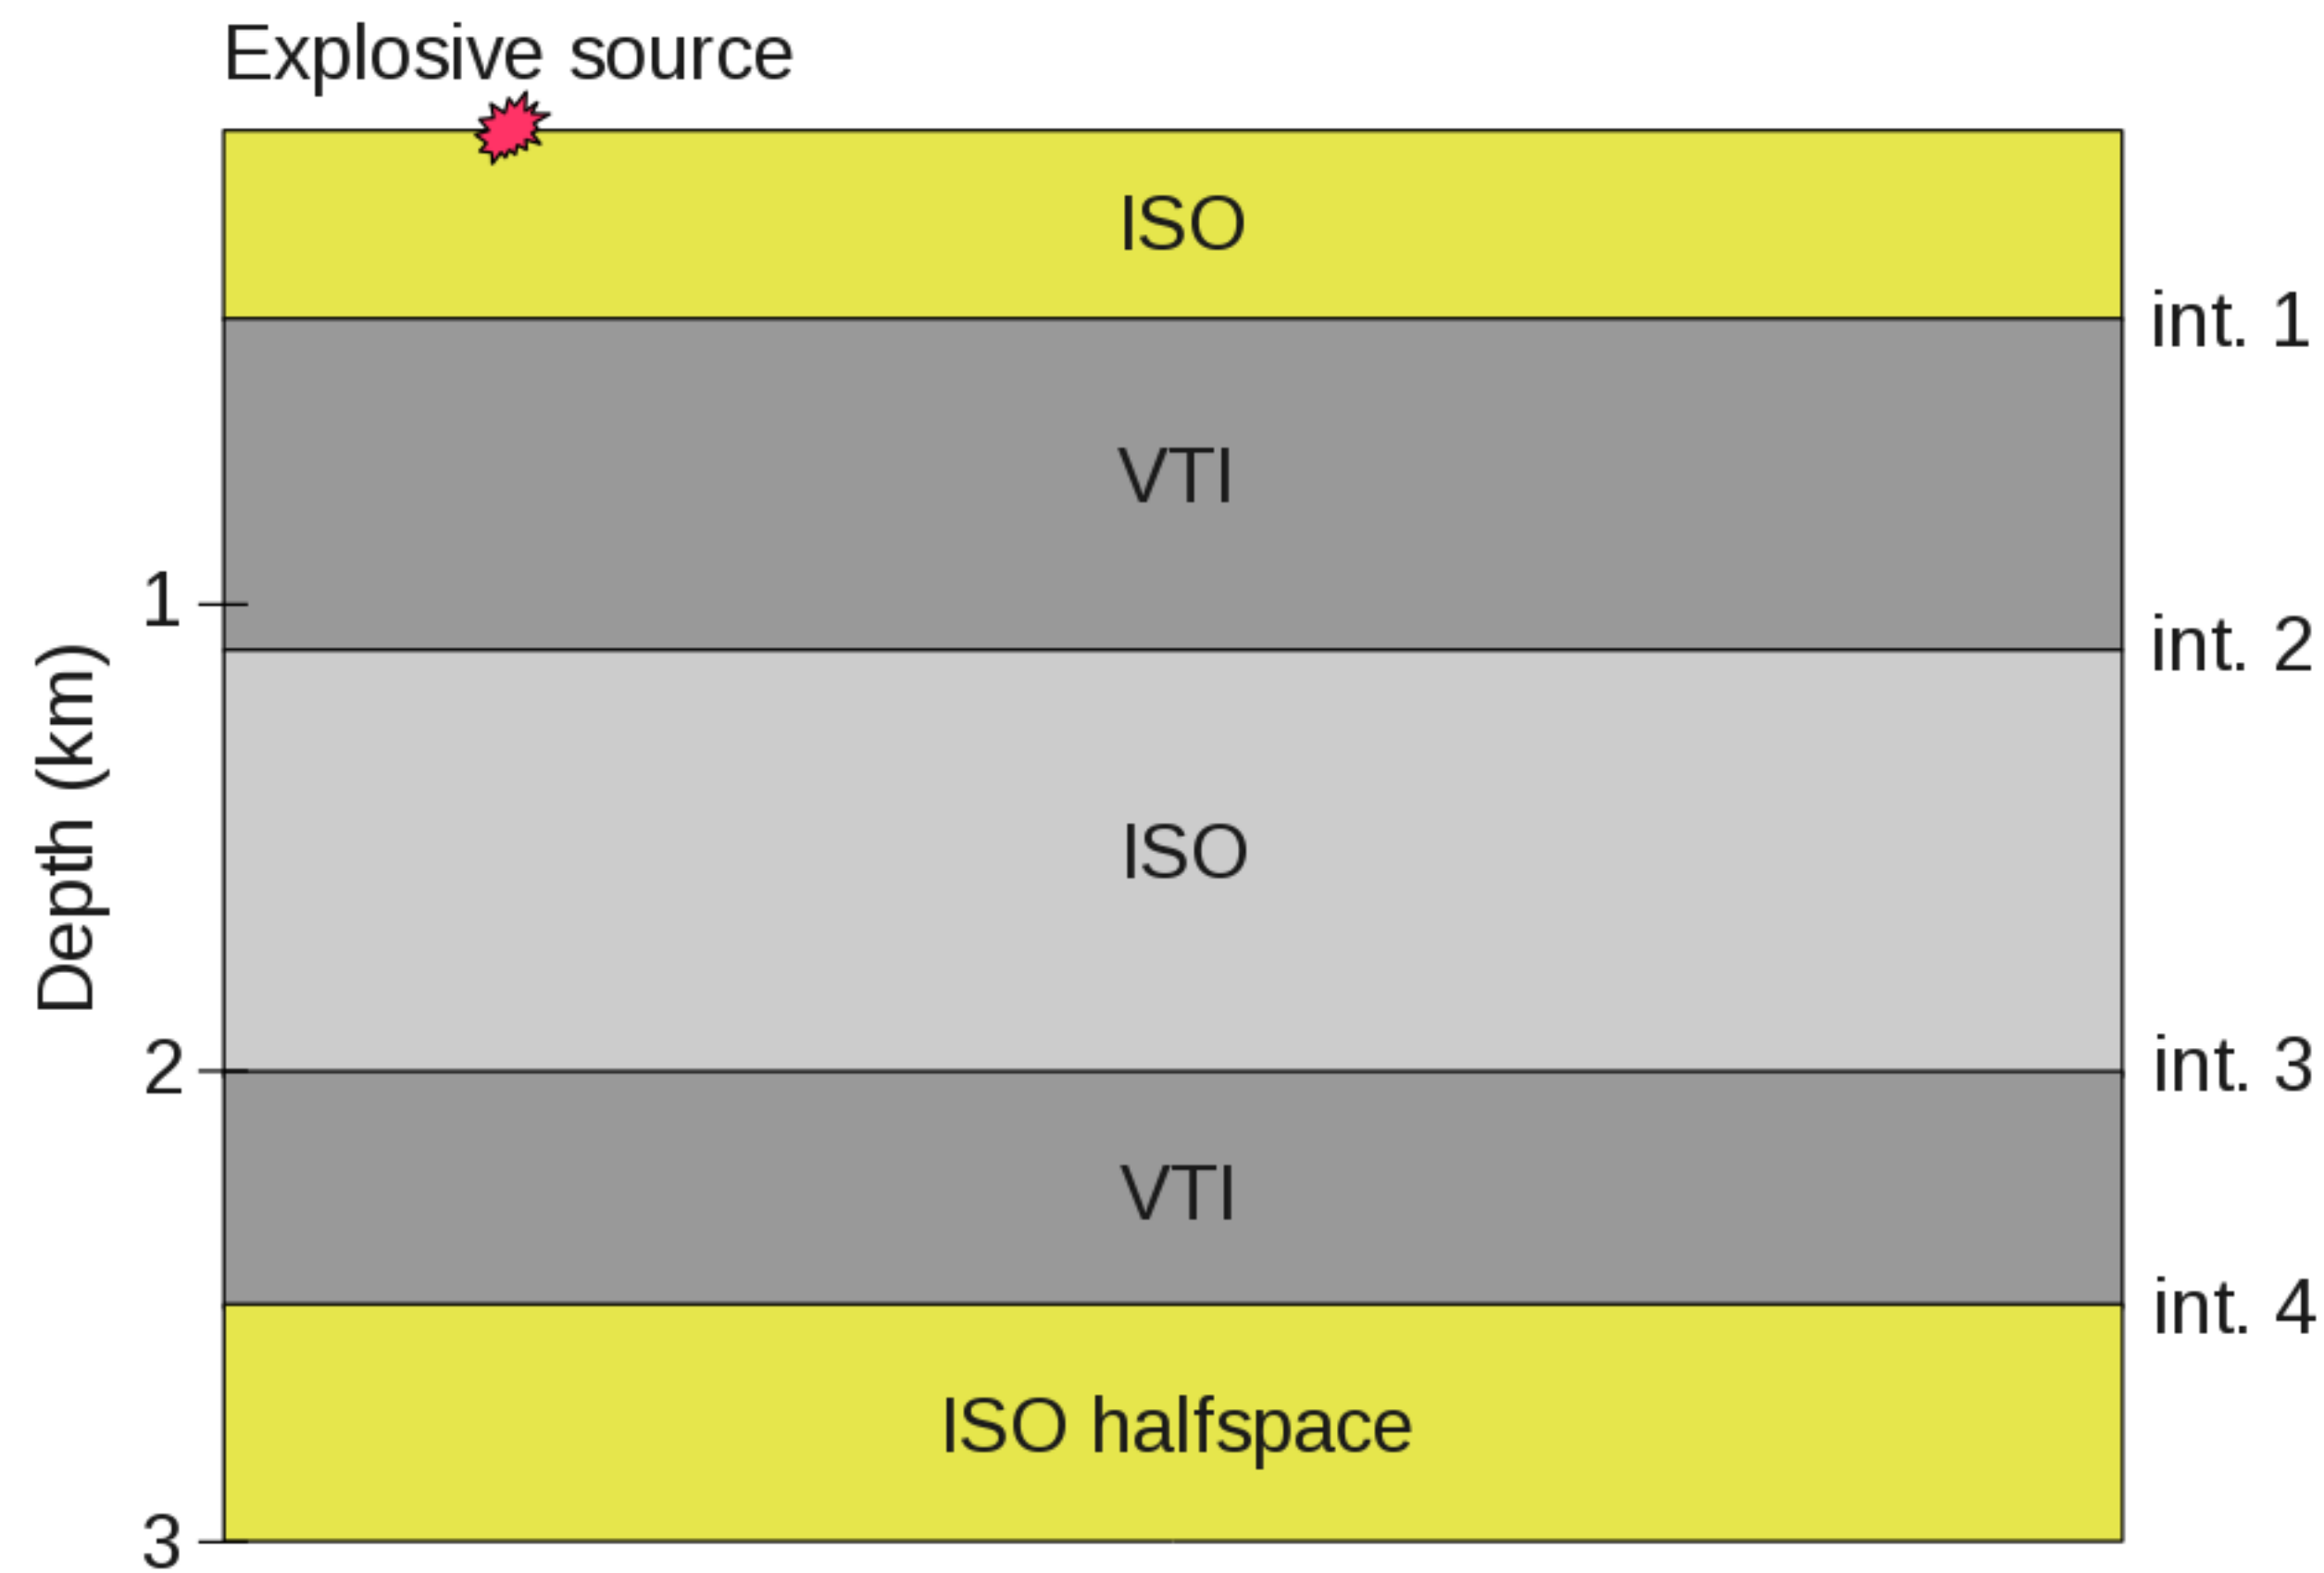 Explosive source
ISO
int. 1
VTI
1
int. 2
Depth (km)
ISO
2
int. 3
VTI
int. 4
ISO halfspace
3